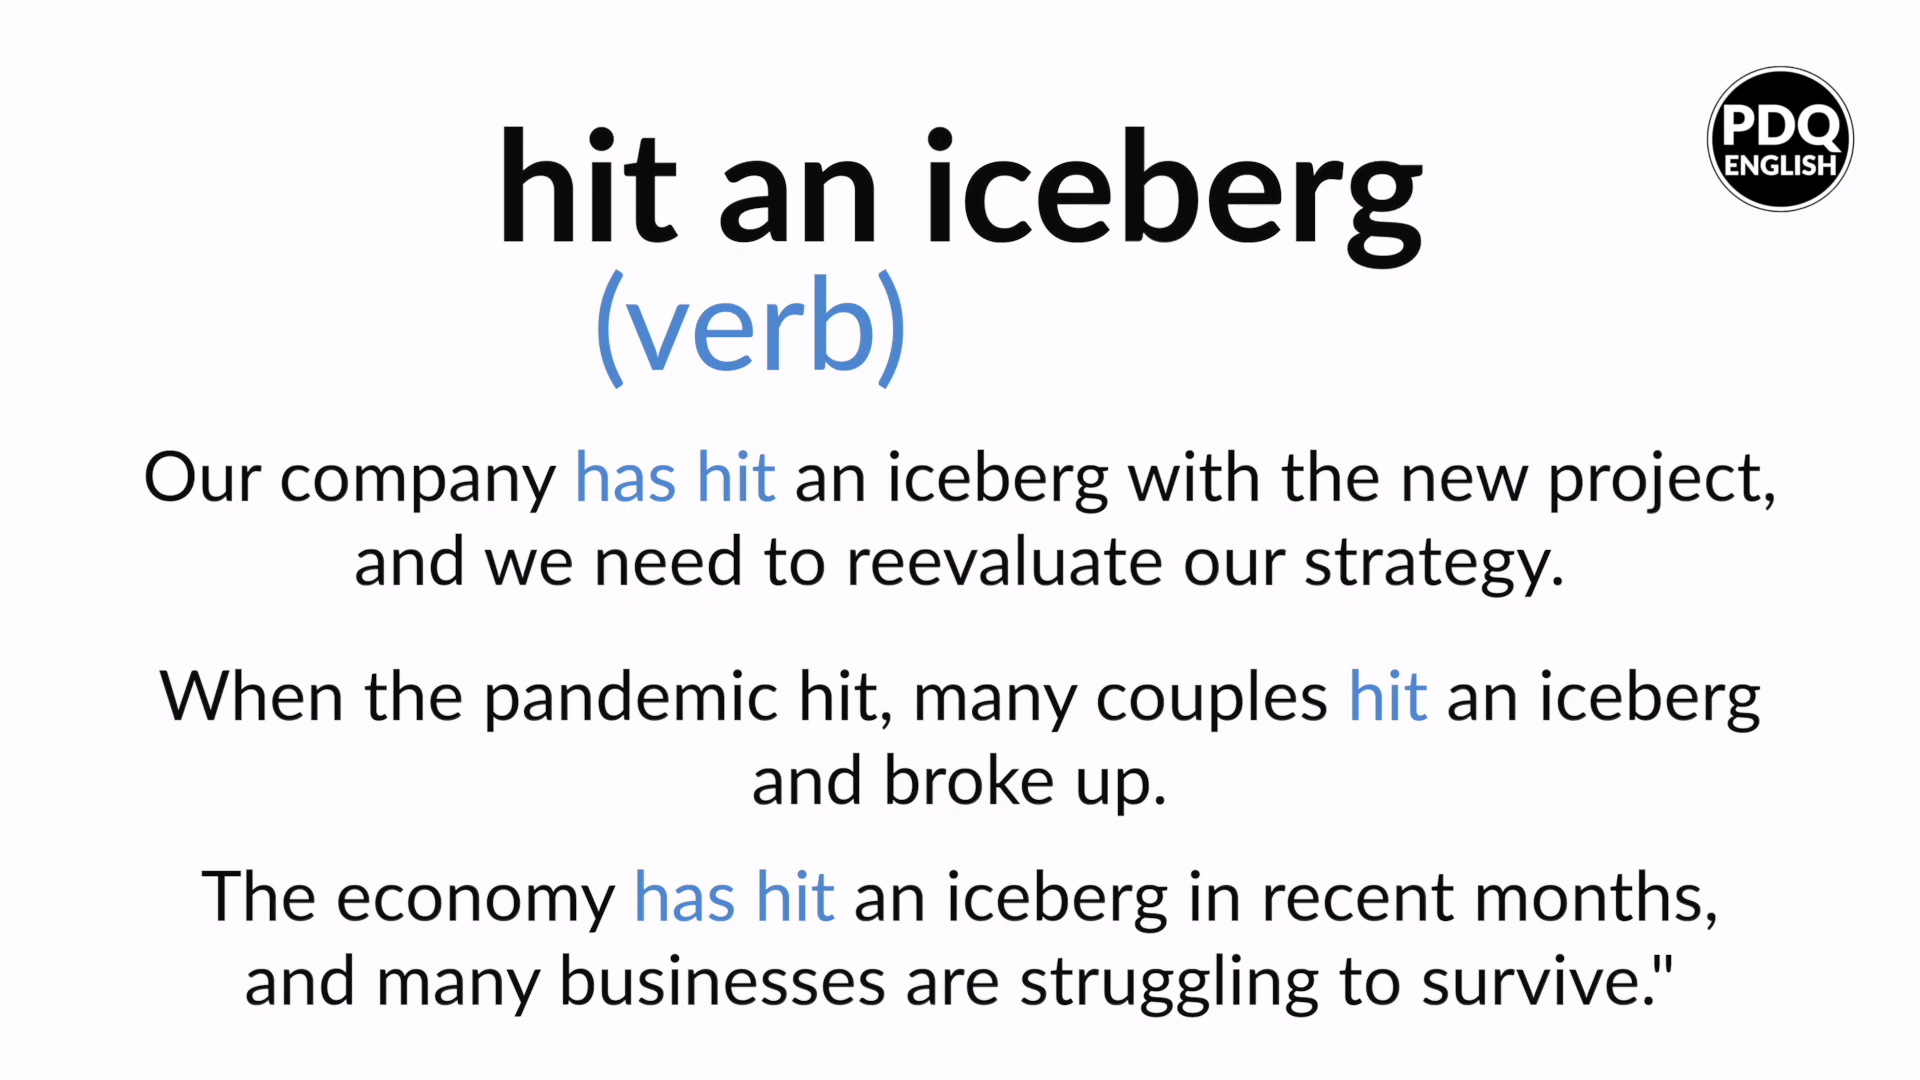 PDQ
ENGLISH
hit an iceberg
(verb)
Our company has hit an iceberg with the new project,
and we need to reevaluate our strategy.
When the pandemic hit, many couples hit an iceberg
and broke up.
The economy has hit an iceberg in recent months,
and many businesses are struggling to survive."